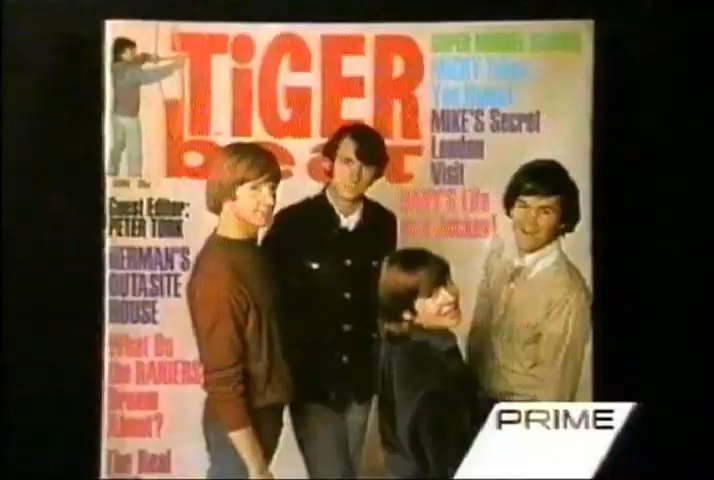 TiGER
beat
MIKE'S Secret
London
Visit
Guest Editor:
PETER TORK
HERMAN'S
OUTASITE
HOUSE
What Do
the RAIDERS
Dream
About?
The Real
PRIME